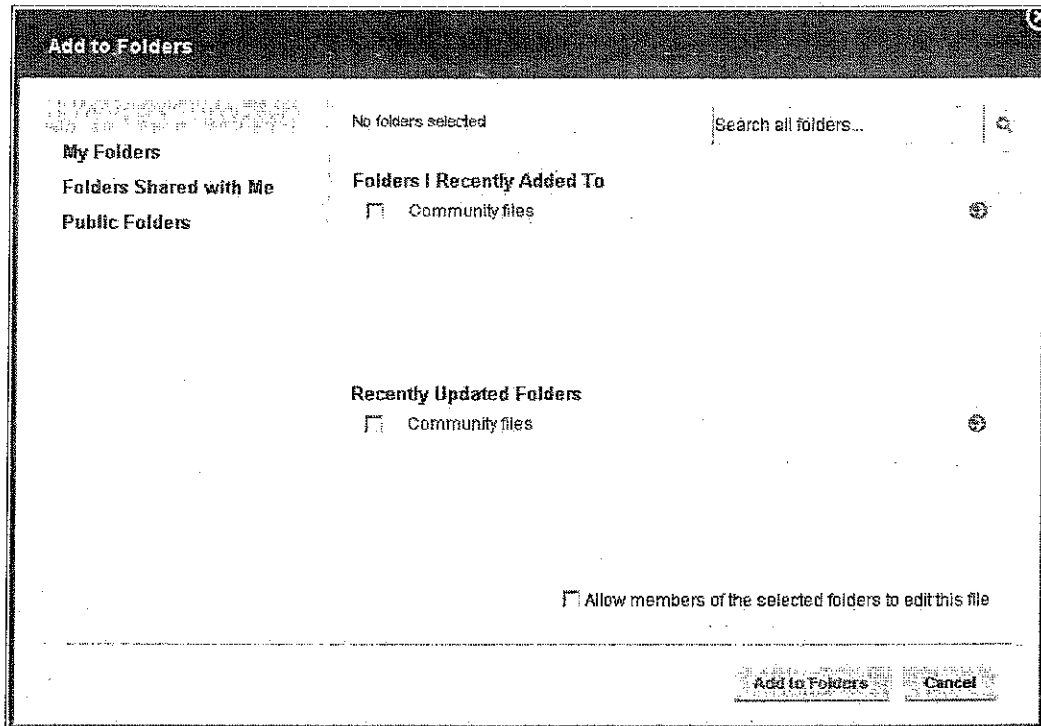 Add to Folders
No folders selected
Search all folders...
My Folders
Folders Shared with Me
Public Folders
Folders I Recently Added To
Community files
Recently Updated Folders
Community files
Allow members of the selected folders to edit this file
Add to Folders
Cancel